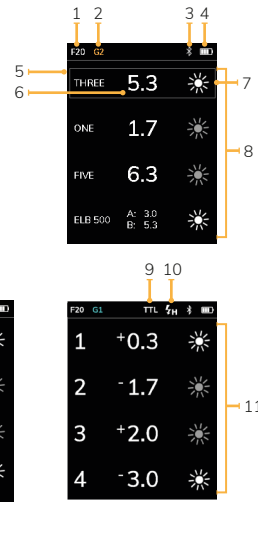 1 2 3 4
F20 G2
5
THREE 5.3
6
7
ONE 1.7
8
FIVE 6.3
ELB 500 A: 3.0
B: 5.3
9 10
F20 G1 TTL H
1 +0.3
2 -1.7
11
3 +2.0
4 -3.0